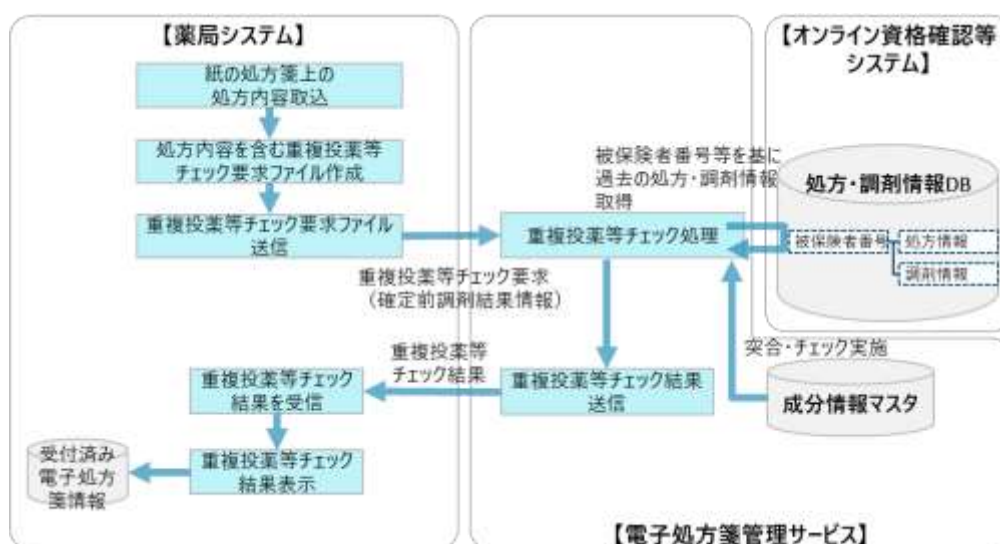 【薬局システム】
紙の処方箋上の
処方内容取込
処方内容を含む重複投薬等
チェック要求ファイル作成
重複投薬等チェック要求ファイル
送信
重複投薬等チェック要求
（確定前調剤結果情報）
被保険者番号等を基に
過去の処方・調剤情報
取得
重複投薬等チェック処理
【オンライン資格確認等
システム】
処方・調剤情報DB
被保険者番号
処方情報
調剤情報
突合・チェック実施
成分情報マスタ
重複投薬等チェック結果
送信
重複投薬等
チェック結果
重複投薬等チェック
結果を受信
重複投薬等チェック
結果表示
受付済み
電子処方
箋情報
【電子処方箋管理サービス】